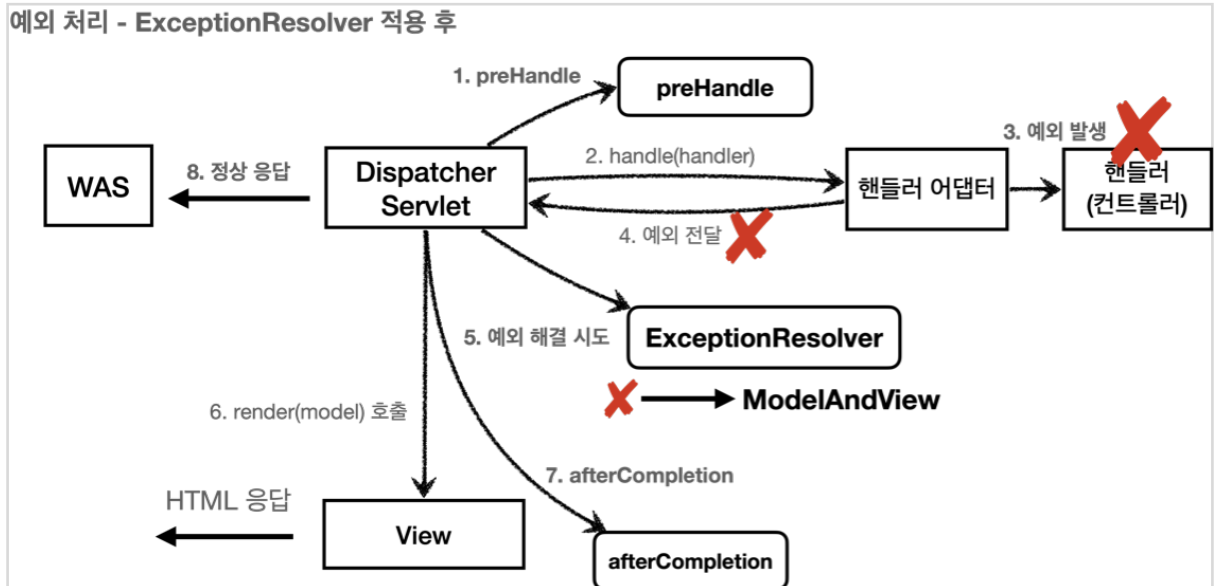 예외 처리 - ExceptionResolver 적용 후
1. preHandle
preHandle
3. 예외 발생
WAS
8. 정상 응답
Dispatcher
Servlet
2. handle(handler)
핸들러 어댑터
핸들러
(컨트롤러)
4. 예외 전달
5. 예외 해결 시도
ExceptionResolver
ModelAndView
6. render(model) 호출
7. afterCompletion
HTML 응답
View
afterCompletion